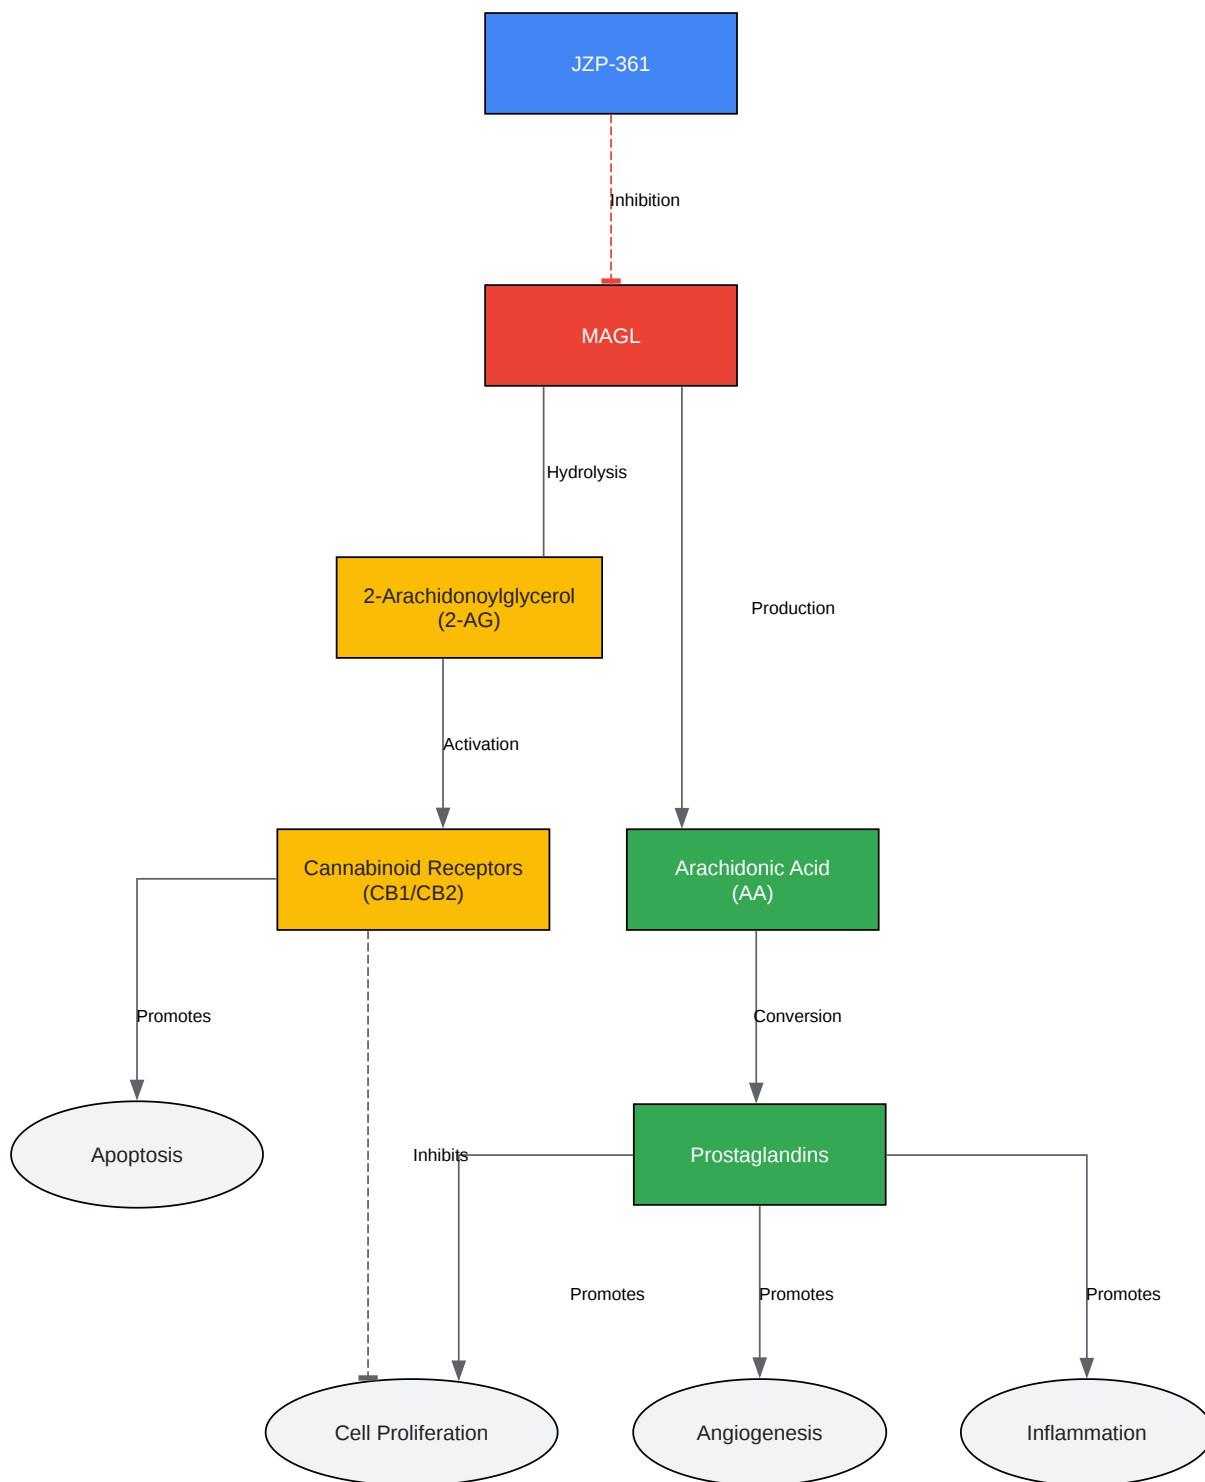 JZP-361
Inhibition
MAGL
Hydrolysis
2-Arachidonoylglycerol
(2-AG)
Production
Activation
Cannabinoid Receptors
(CB1/CB2)
Arachidonic Acid
(AA)
Promotes
Conversion
Apoptosis
Inhibits
Prostaglandins
Promotes
Promotes
Promotes
Cell Proliferation
Angiogenesis
Inflammation